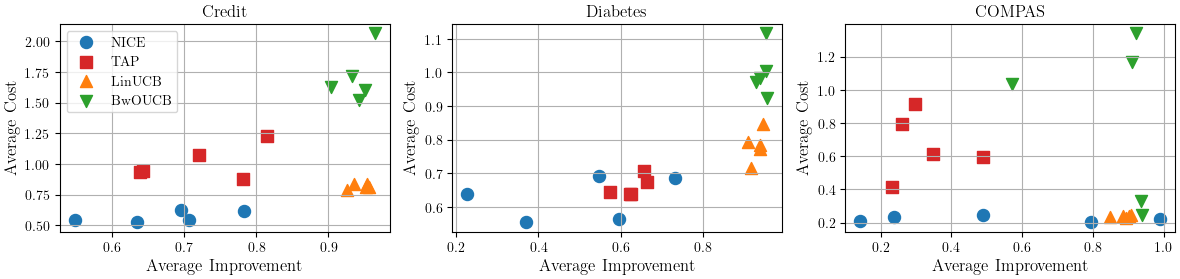 Credit
Average Cost
2.00
1.75
1.50
1.25
1.00
0.75
0.50
NICE
TAP
LinUCB
BwOUCB
0.6 0.7 0.8 0.9
Average Improvement
Diabetes
Average Cost
1.1
1.0
0.9
0.8
0.7
0.6
0.2 0.4 0.6 0.8
Average Improvement
COMPAS
Average Cost
1.2
1.0
0.8
0.6
0.4
0.2
0.2 0.4 0.6 0.8 1.0
Average Improvement